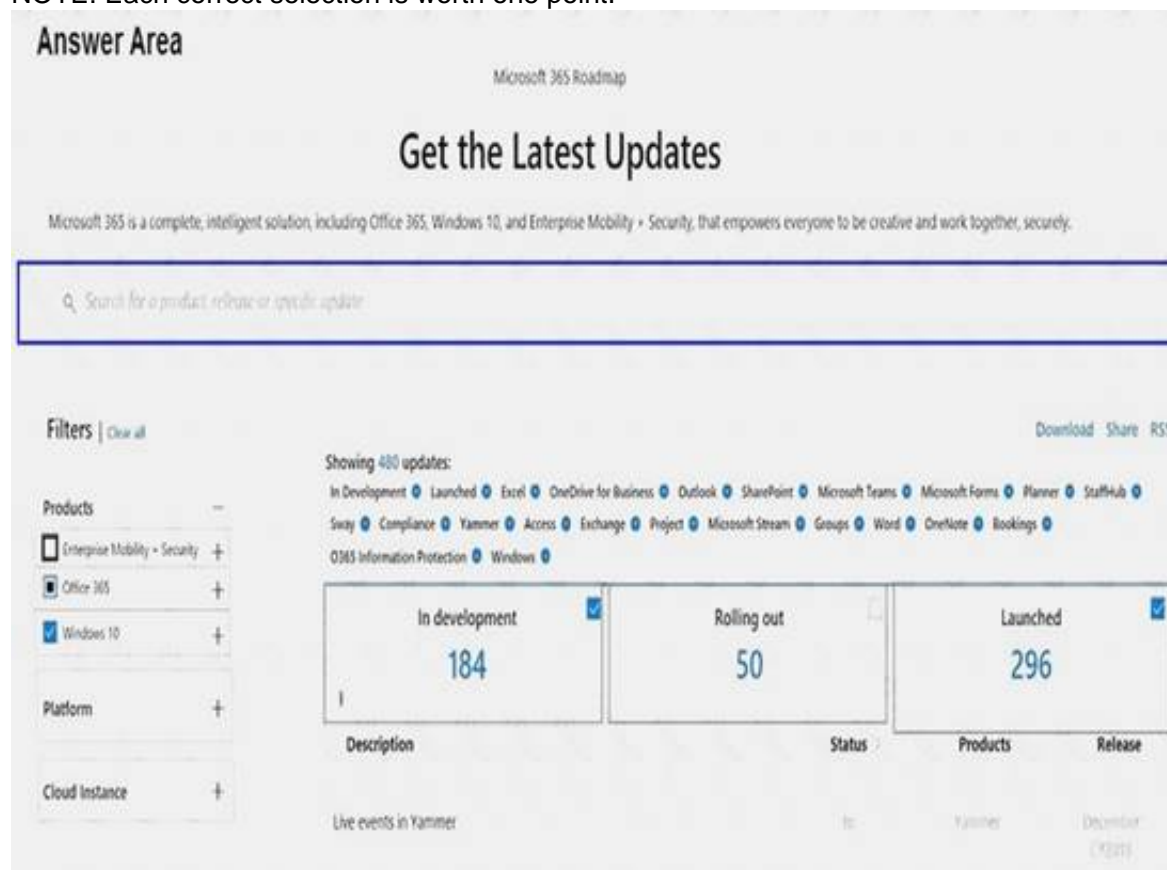 NOTE: Each correct selection is worth one point.
Answer Area
Microsoft 365 Roadmap
Get the Latest Updates
Microsoft 365 is a complete, intelligent solution, including Office 365, Windows 10, and Enterprise Mobility + Security, that empowers everyone to be creative and work together, securely.
Search for a product, release or specific update
Filters | Clear all
Download Share RSS
Showing 480 updates:
In Development Launched Excel OneDrive for Business Outlook SharePoint Microsoft Teams Microsoft Forms Planner StaffHub
Sway Compliance Yammer Access Exchange Project Microsoft Stream Groups Word OneNote Bookings
O365 Information Protection Windows
Products −
Enterprise Mobility + Security +
Office 365 +
Windows 10 +
Platform +
Cloud Instance +
In development
184
Rolling out
50
Launched
296
Description Status Products Release
Live events in Yammer Yammer December